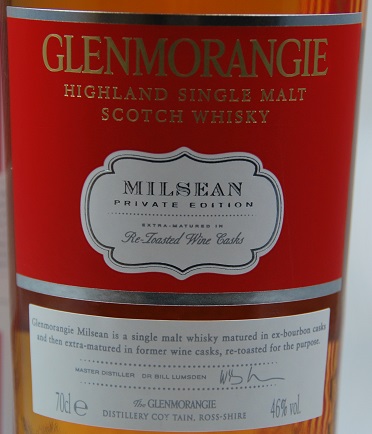 GLENMORANGIE
HIGHLAND SINGLE MALT
SCOTCH WHISKY
MILSEAN
PRIVATE EDITION
EXTRA-MATURED IN
Re-Toasted Wine Casks
Glenmorangie Milsean is a single malt whisky matured in ex-bourbon casks
and then extra-matured in former wine casks, re-toasted for the purpose.
MASTER DISTILLER DR BILL LUMSDEN
70cl e The GLENMORANGIE 46% vol.
DISTILLERY COY TAIN, ROSS-SHIRE